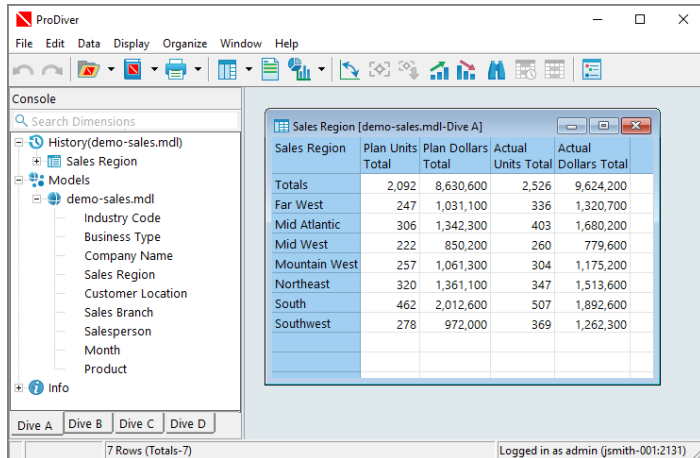 ProDiver
File Edit Data Display Organize Window Help
Console
Search Dimensions
History(demo-sales.mdl)
Sales Region
Models
demo-sales.mdl
Industry Code
Business Type
Company Name
Sales Region
Customer Location
Sales Branch
Salesperson
Month
Product
Info
Dive A Dive B Dive C Dive D
Sales Region [demo-sales.mdl-Dive A]
Sales Region Plan Units Plan Dollars Actual Actual
Total Total Units Total Dollars Total
Totals 2,092 8,630,600 2,526 9,624,200
Far West 247 1,031,100 336 1,320,700
Mid Atlantic 306 1,342,300 403 1,680,200
Mid West 222 850,200 260 779,600
Mountain West 257 1,061,300 304 1,175,200
Northeast 320 1,361,100 347 1,513,600
South 462 2,012,600 507 1,892,600
Southwest 278 972,000 369 1,262,300
7 Rows (Totals-7) Logged in as admin (jsmith-001:2131)